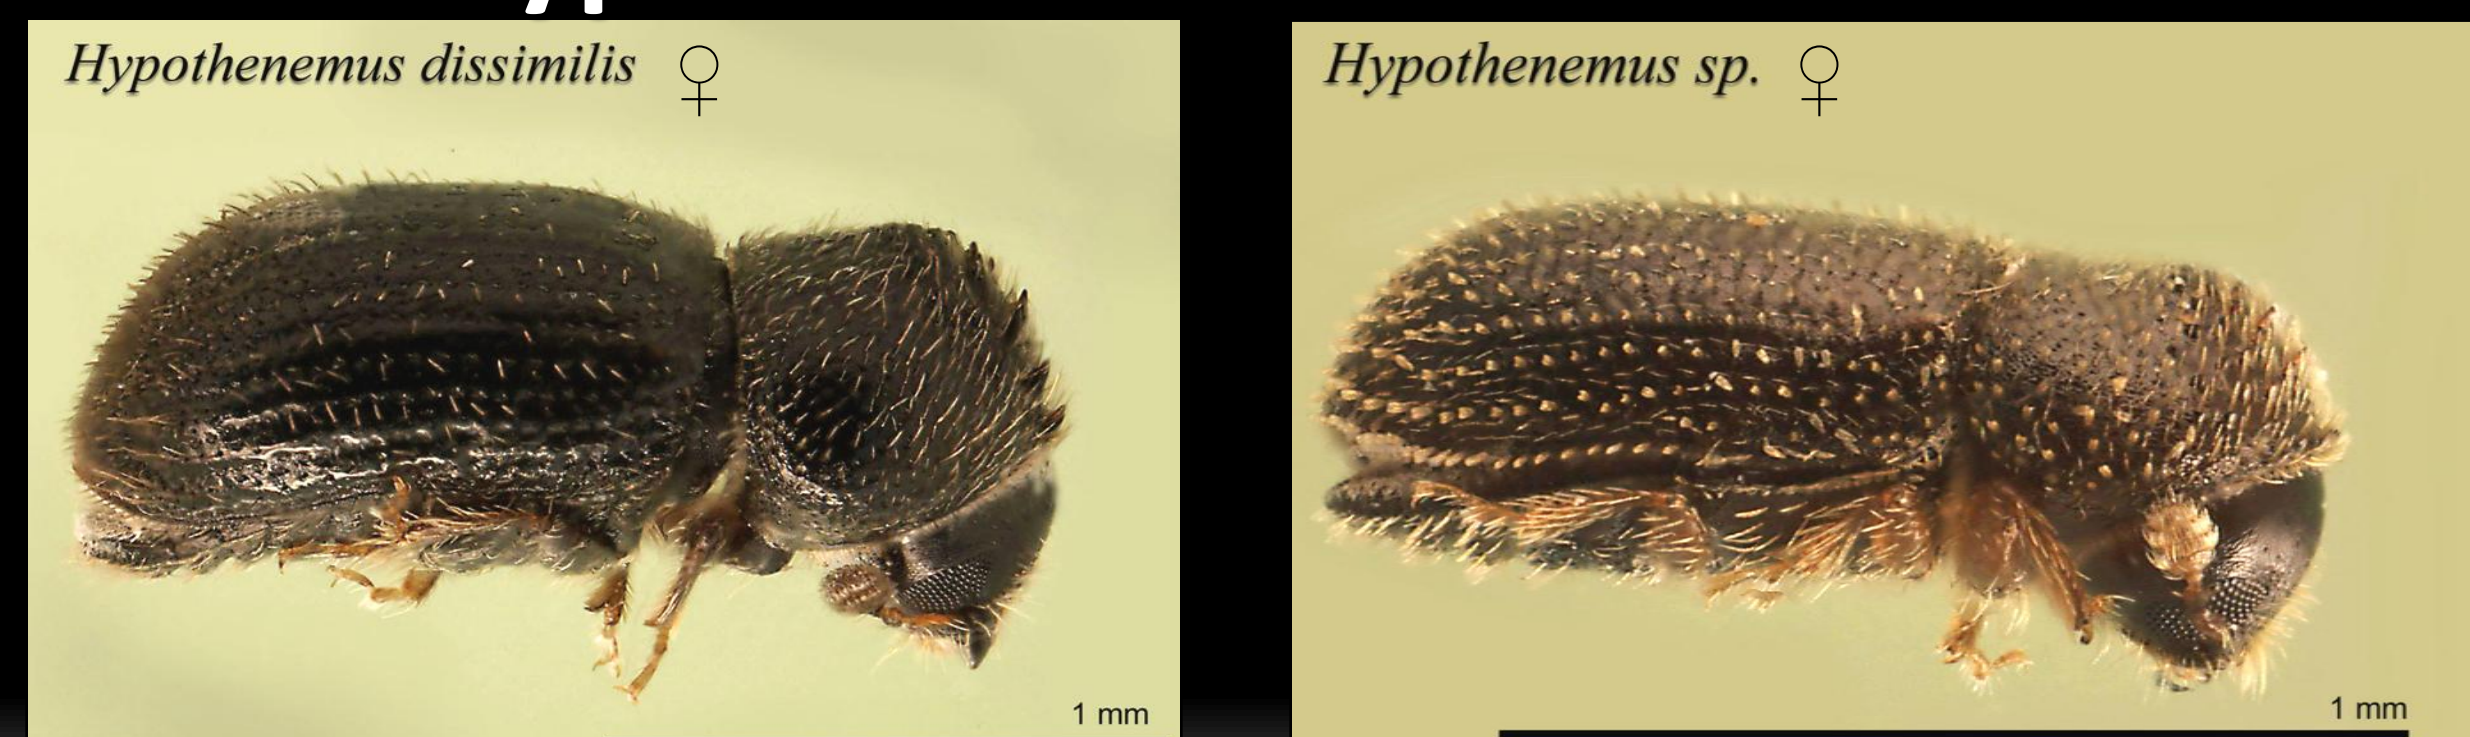 Hypothenemus dissimilis ♀
Hypothenemus sp. ♀
1 mm
1 mm